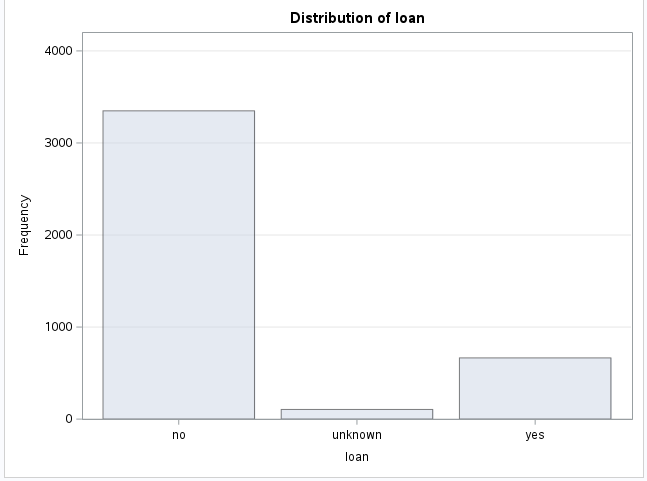 Distribution of loan
4000
3000
2000
1000
0
Frequency
no
unknown
yes
loan